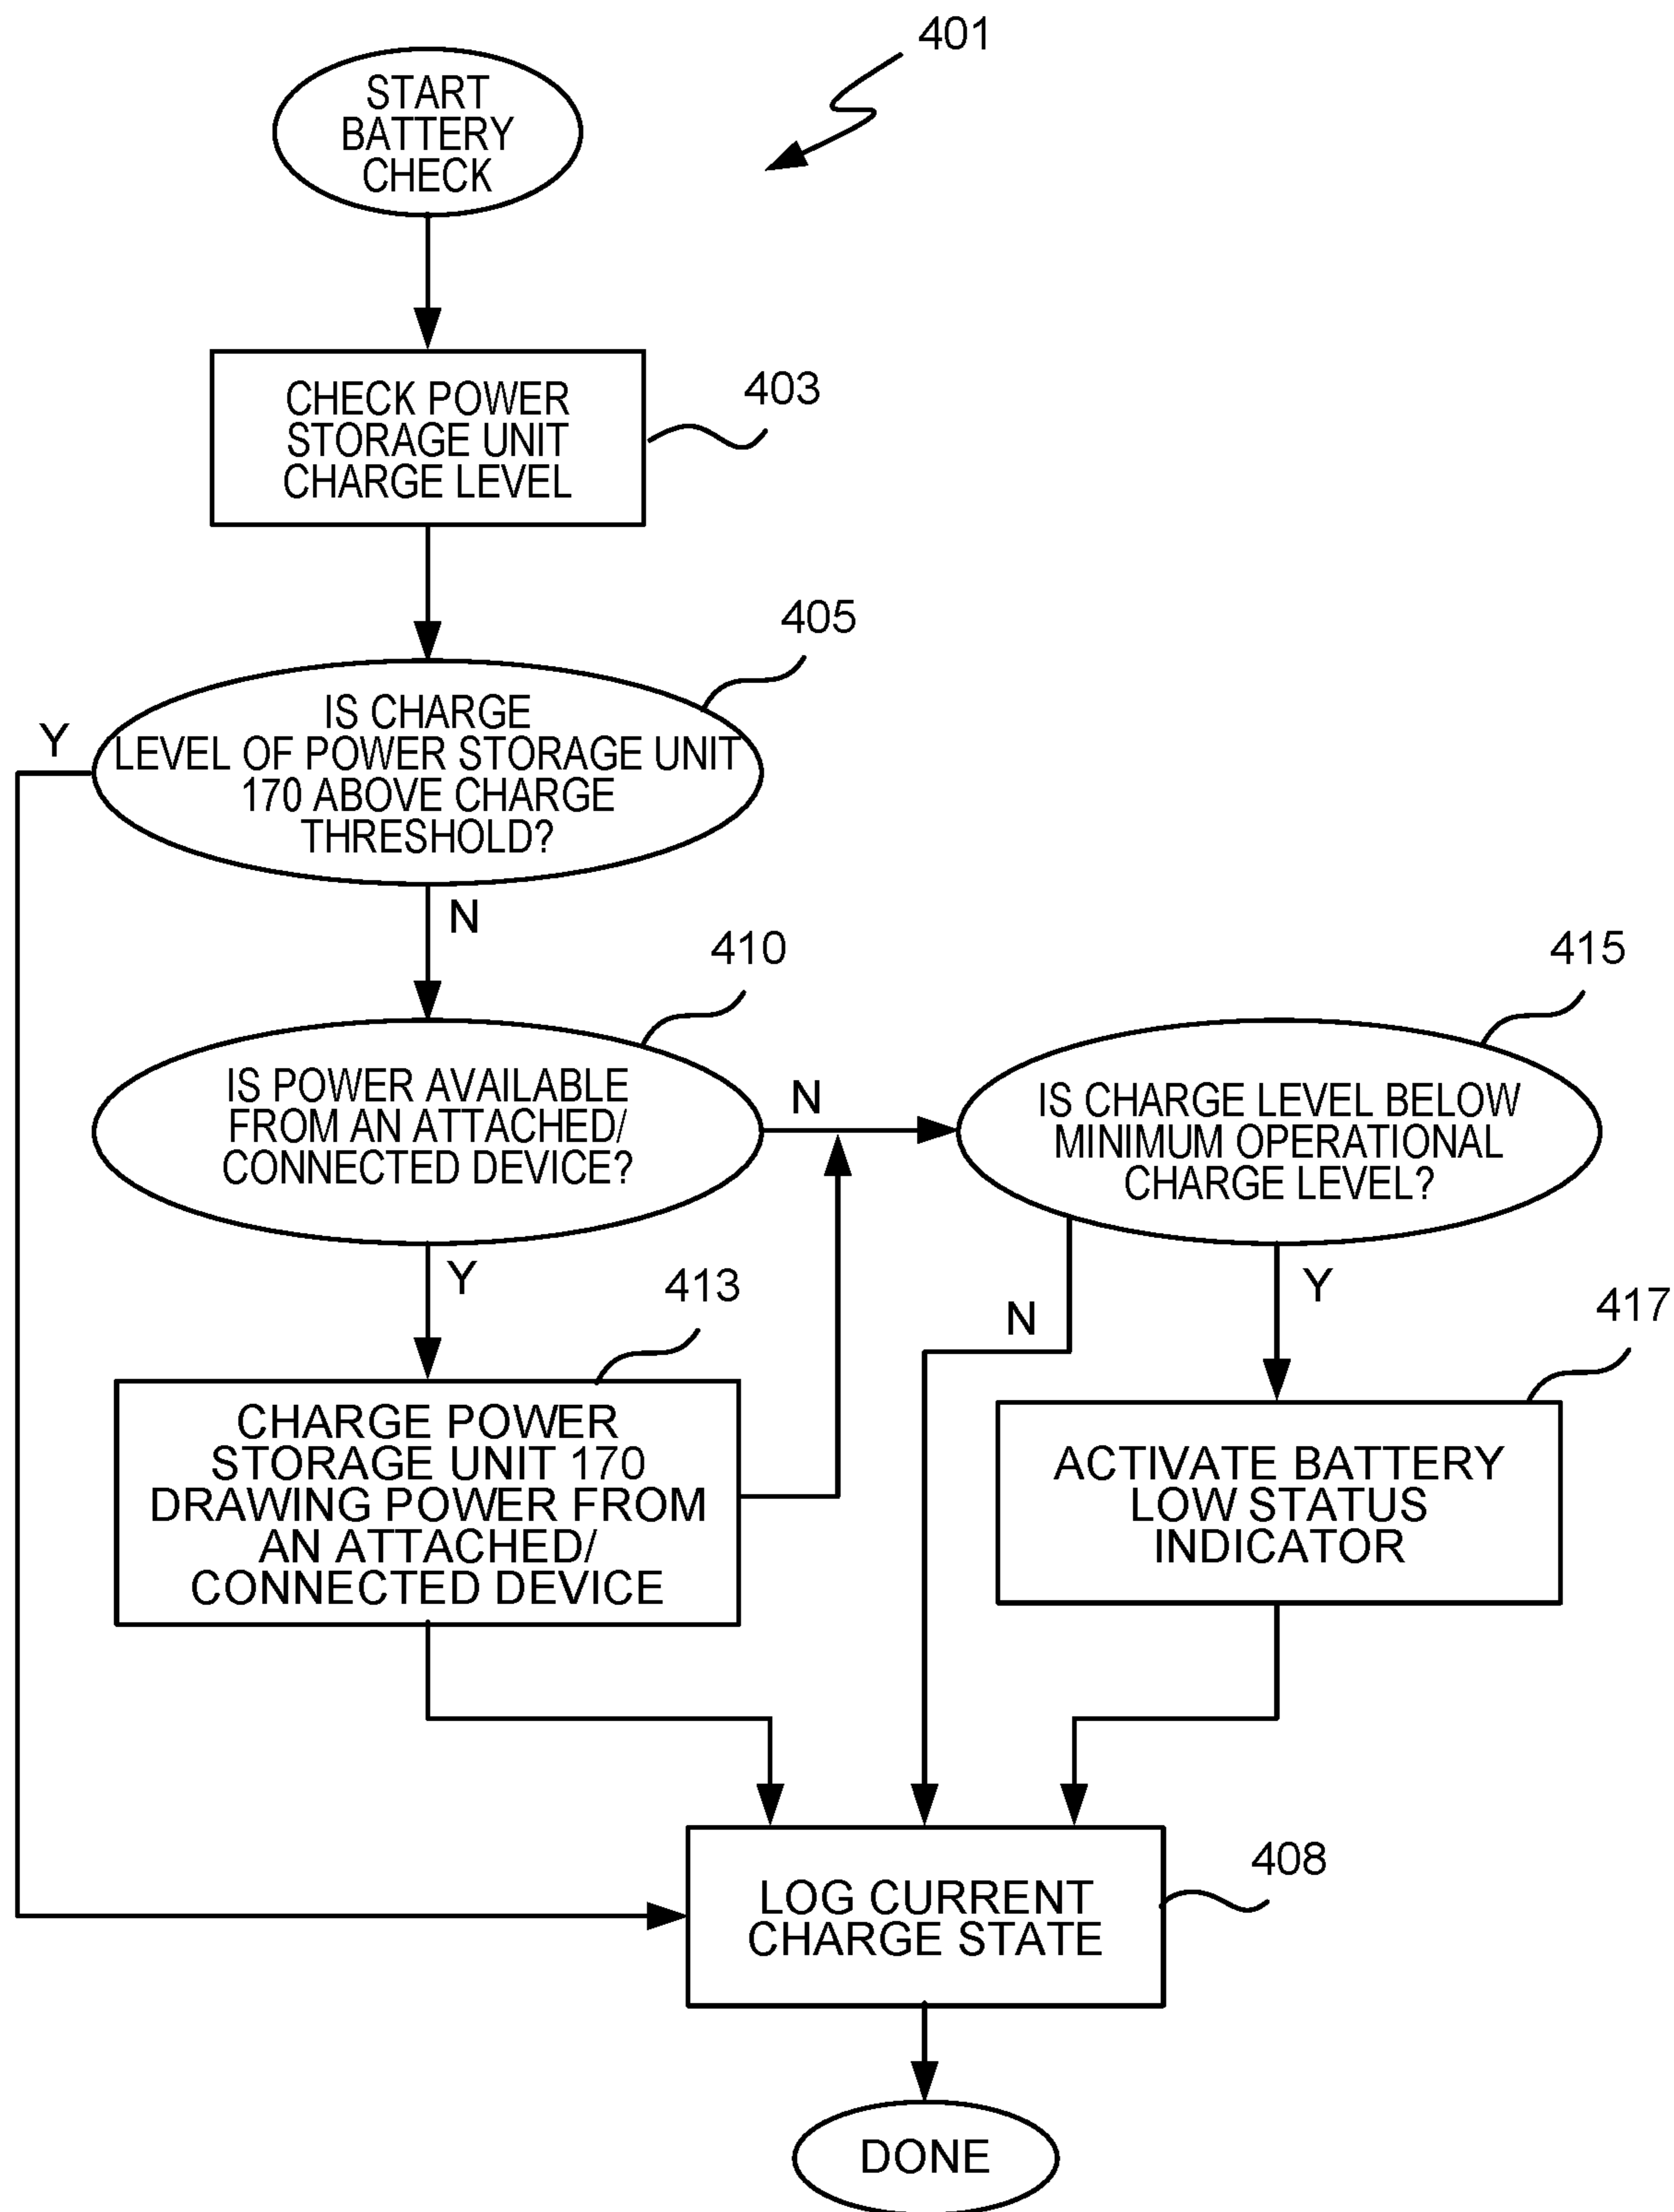 401
START
BATTERY
CHECK
CHECK POWER
STORAGE UNIT
CHARGE LEVEL
403
405
IS CHARGE
LEVEL OF POWER STORAGE UNIT
170 ABOVE CHARGE
THRESHOLD?
Y
N
410
IS POWER AVAILABLE
FROM AN ATTACHED/
CONNECTED DEVICE?
N
Y
415
IS CHARGE LEVEL BELOW
MINIMUM OPERATIONAL
CHARGE LEVEL?
N
Y
413
CHARGE POWER
STORAGE UNIT 170
DRAWING POWER FROM
AN ATTACHED/
CONNECTED DEVICE
417
ACTIVATE BATTERY
LOW STATUS
INDICATOR
408
LOG CURRENT
CHARGE STATE
DONE